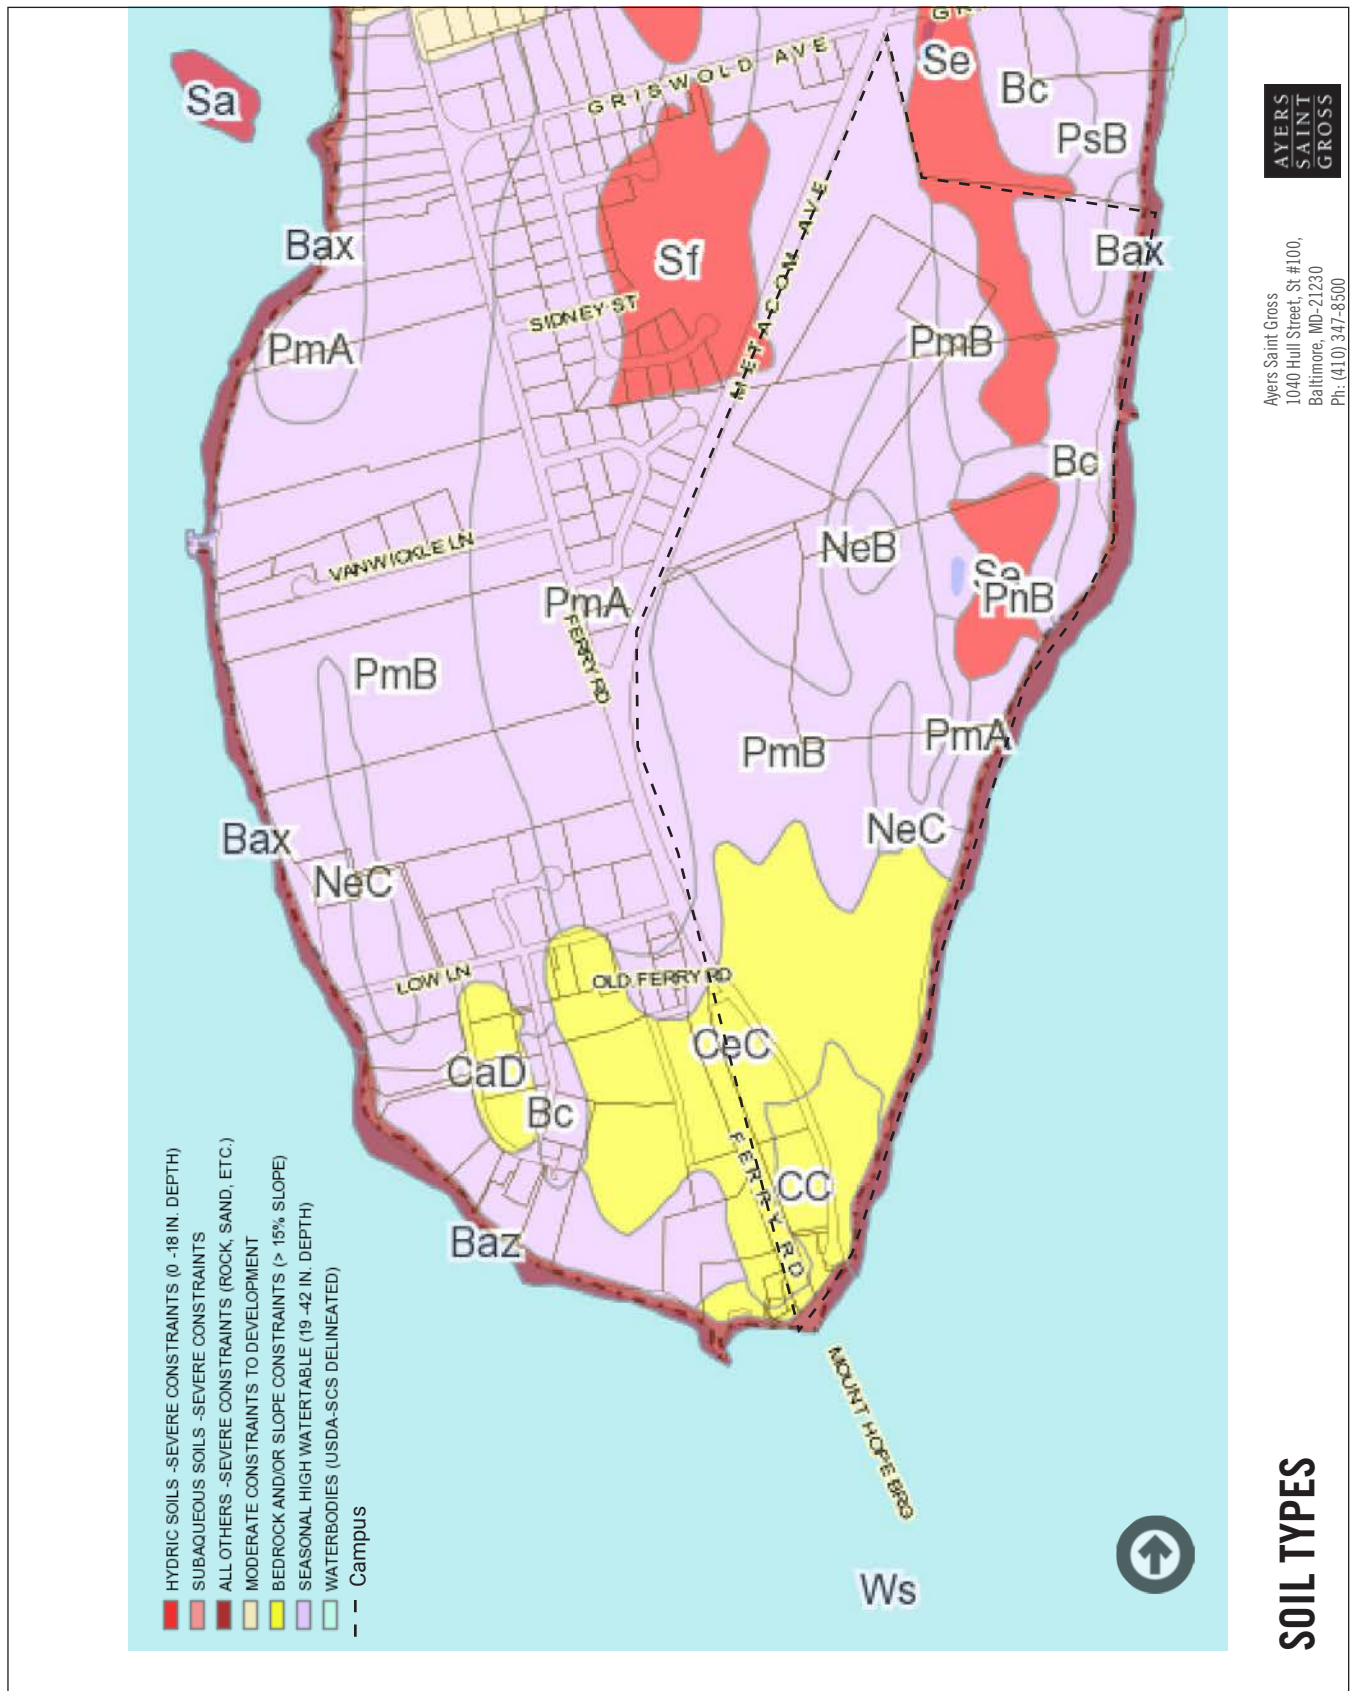 HYDRIC SOILS -SEVERE CONSTRAINTS (0 -18 IN. DEPTH)
SUBAQUEOUS SOILS -SEVERE CONSTRAINTS
ALL OTHERS -SEVERE CONSTRAINTS (ROCK, SAND, ETC.)
MODERATE CONSTRAINTS TO DEVELOPMENT
BEDROCK AND/OR SLOPE CONSTRAINTS (> 15% SLOPE)
SEASONAL HIGH WATERTABLE (19 -42 IN. DEPTH)
WATERBODIES (USDA-SCS DELINEATED)
Campus
Sa
Se
Bc
PsB
GRISWOLD AVE
Bax
Sf
METACOM AVE
Bax
SIDNEY ST
PmA
PmB
Bc
VANWICKLE LN
NeB
Se
PnB
PmA
FERRY RD
PmB
PmB
PmA
Bax
NeC
NeC
LOW LN
OLD FERRY RD
CeC
CaD
Bc
FERRY RD
CC
Baz
MOUNT HOPE BRG
Ws
SOIL TYPES
Ayers Saint Gross
1040 Hull Street, St #100,
Baltimore, MD-21230
Ph: (410) 347-8500
AYERS
SAINT
GROSS